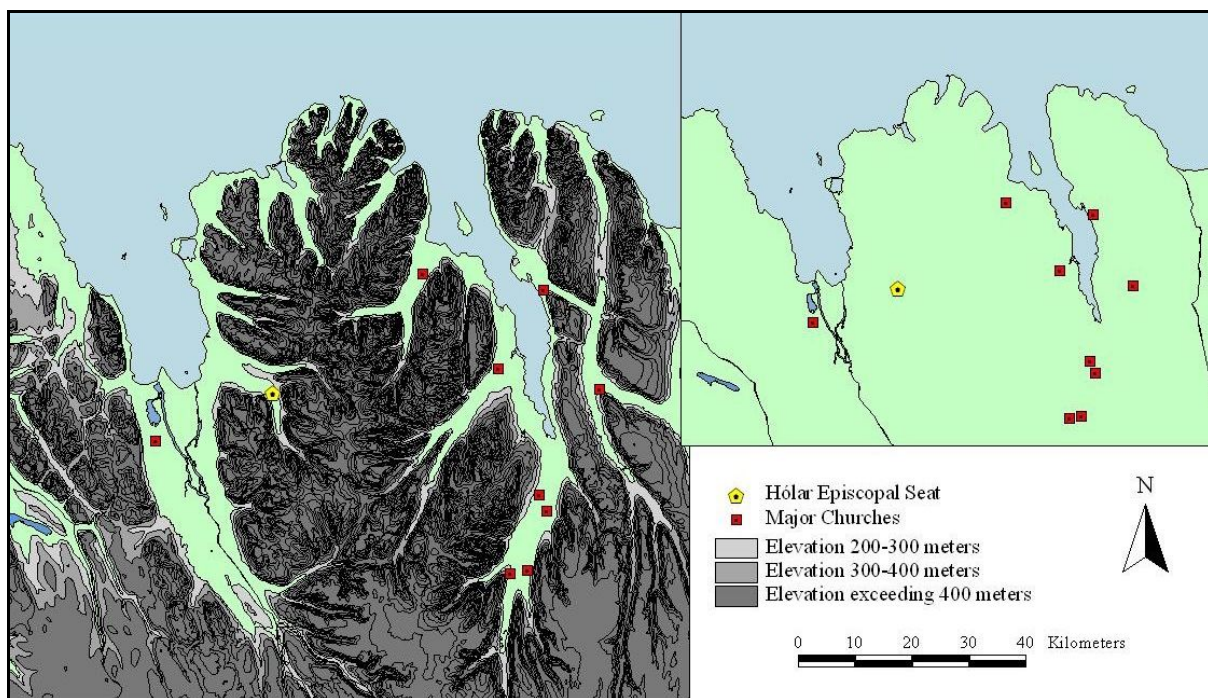 N
Hólar Episcopal Seat
Major Churches
Elevation 200-300 meters
Elevation 300-400 meters
Elevation exceeding 400 meters
0 10 20 30 40 Kilometers